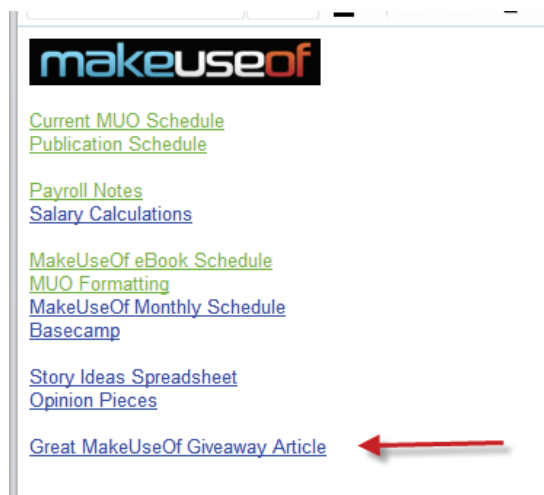 makeuseof
Current MUO Schedule
Publication Schedule
Payroll Notes
Salary Calculations
MakeUseOf eBook Schedule
MUO Formatting
MakeUseOf Monthly Schedule
Basecamp
Story Ideas Spreadsheet
Opinion Pieces
Great MakeUseOf Giveaway Article